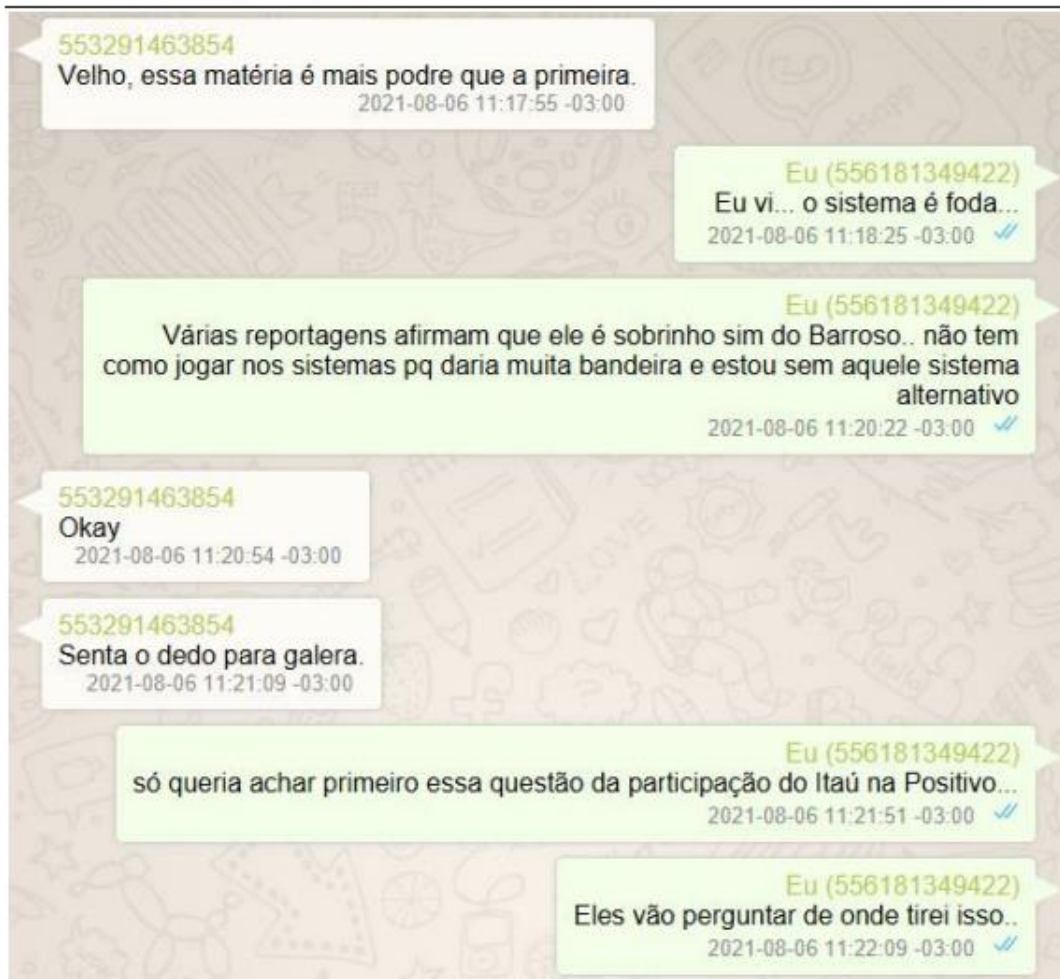 553291463854
Velho, essa matéria é mais podre que a primeira.
2021-08-06 11:17:55 -03:00
Eu (556181349422)
Eu vi... o sistema é foda...
2021-08-06 11:18:25 -03:00
Eu (556181349422)
Várias reportagens afirmam que ele é sobrinho sim do Barroso.. não tem
como jogar nos sistemas pq daria muita bandeira e estou sem aquele sistema
alternativo
2021-08-06 11:20:22 -03:00
553291463854
Okay
2021-08-06 11:20:54 -03:00
553291463854
Senta o dedo para galera.
2021-08-06 11:21:09 -03:00
Eu (556181349422)
só queria achar primeiro essa questão da participação do Itaú na Positivo...
2021-08-06 11:21:51 -03:00
Eu (556181349422)
Eles vão perguntar de onde tirei isso..
2021-08-06 11:22:09 -03:00